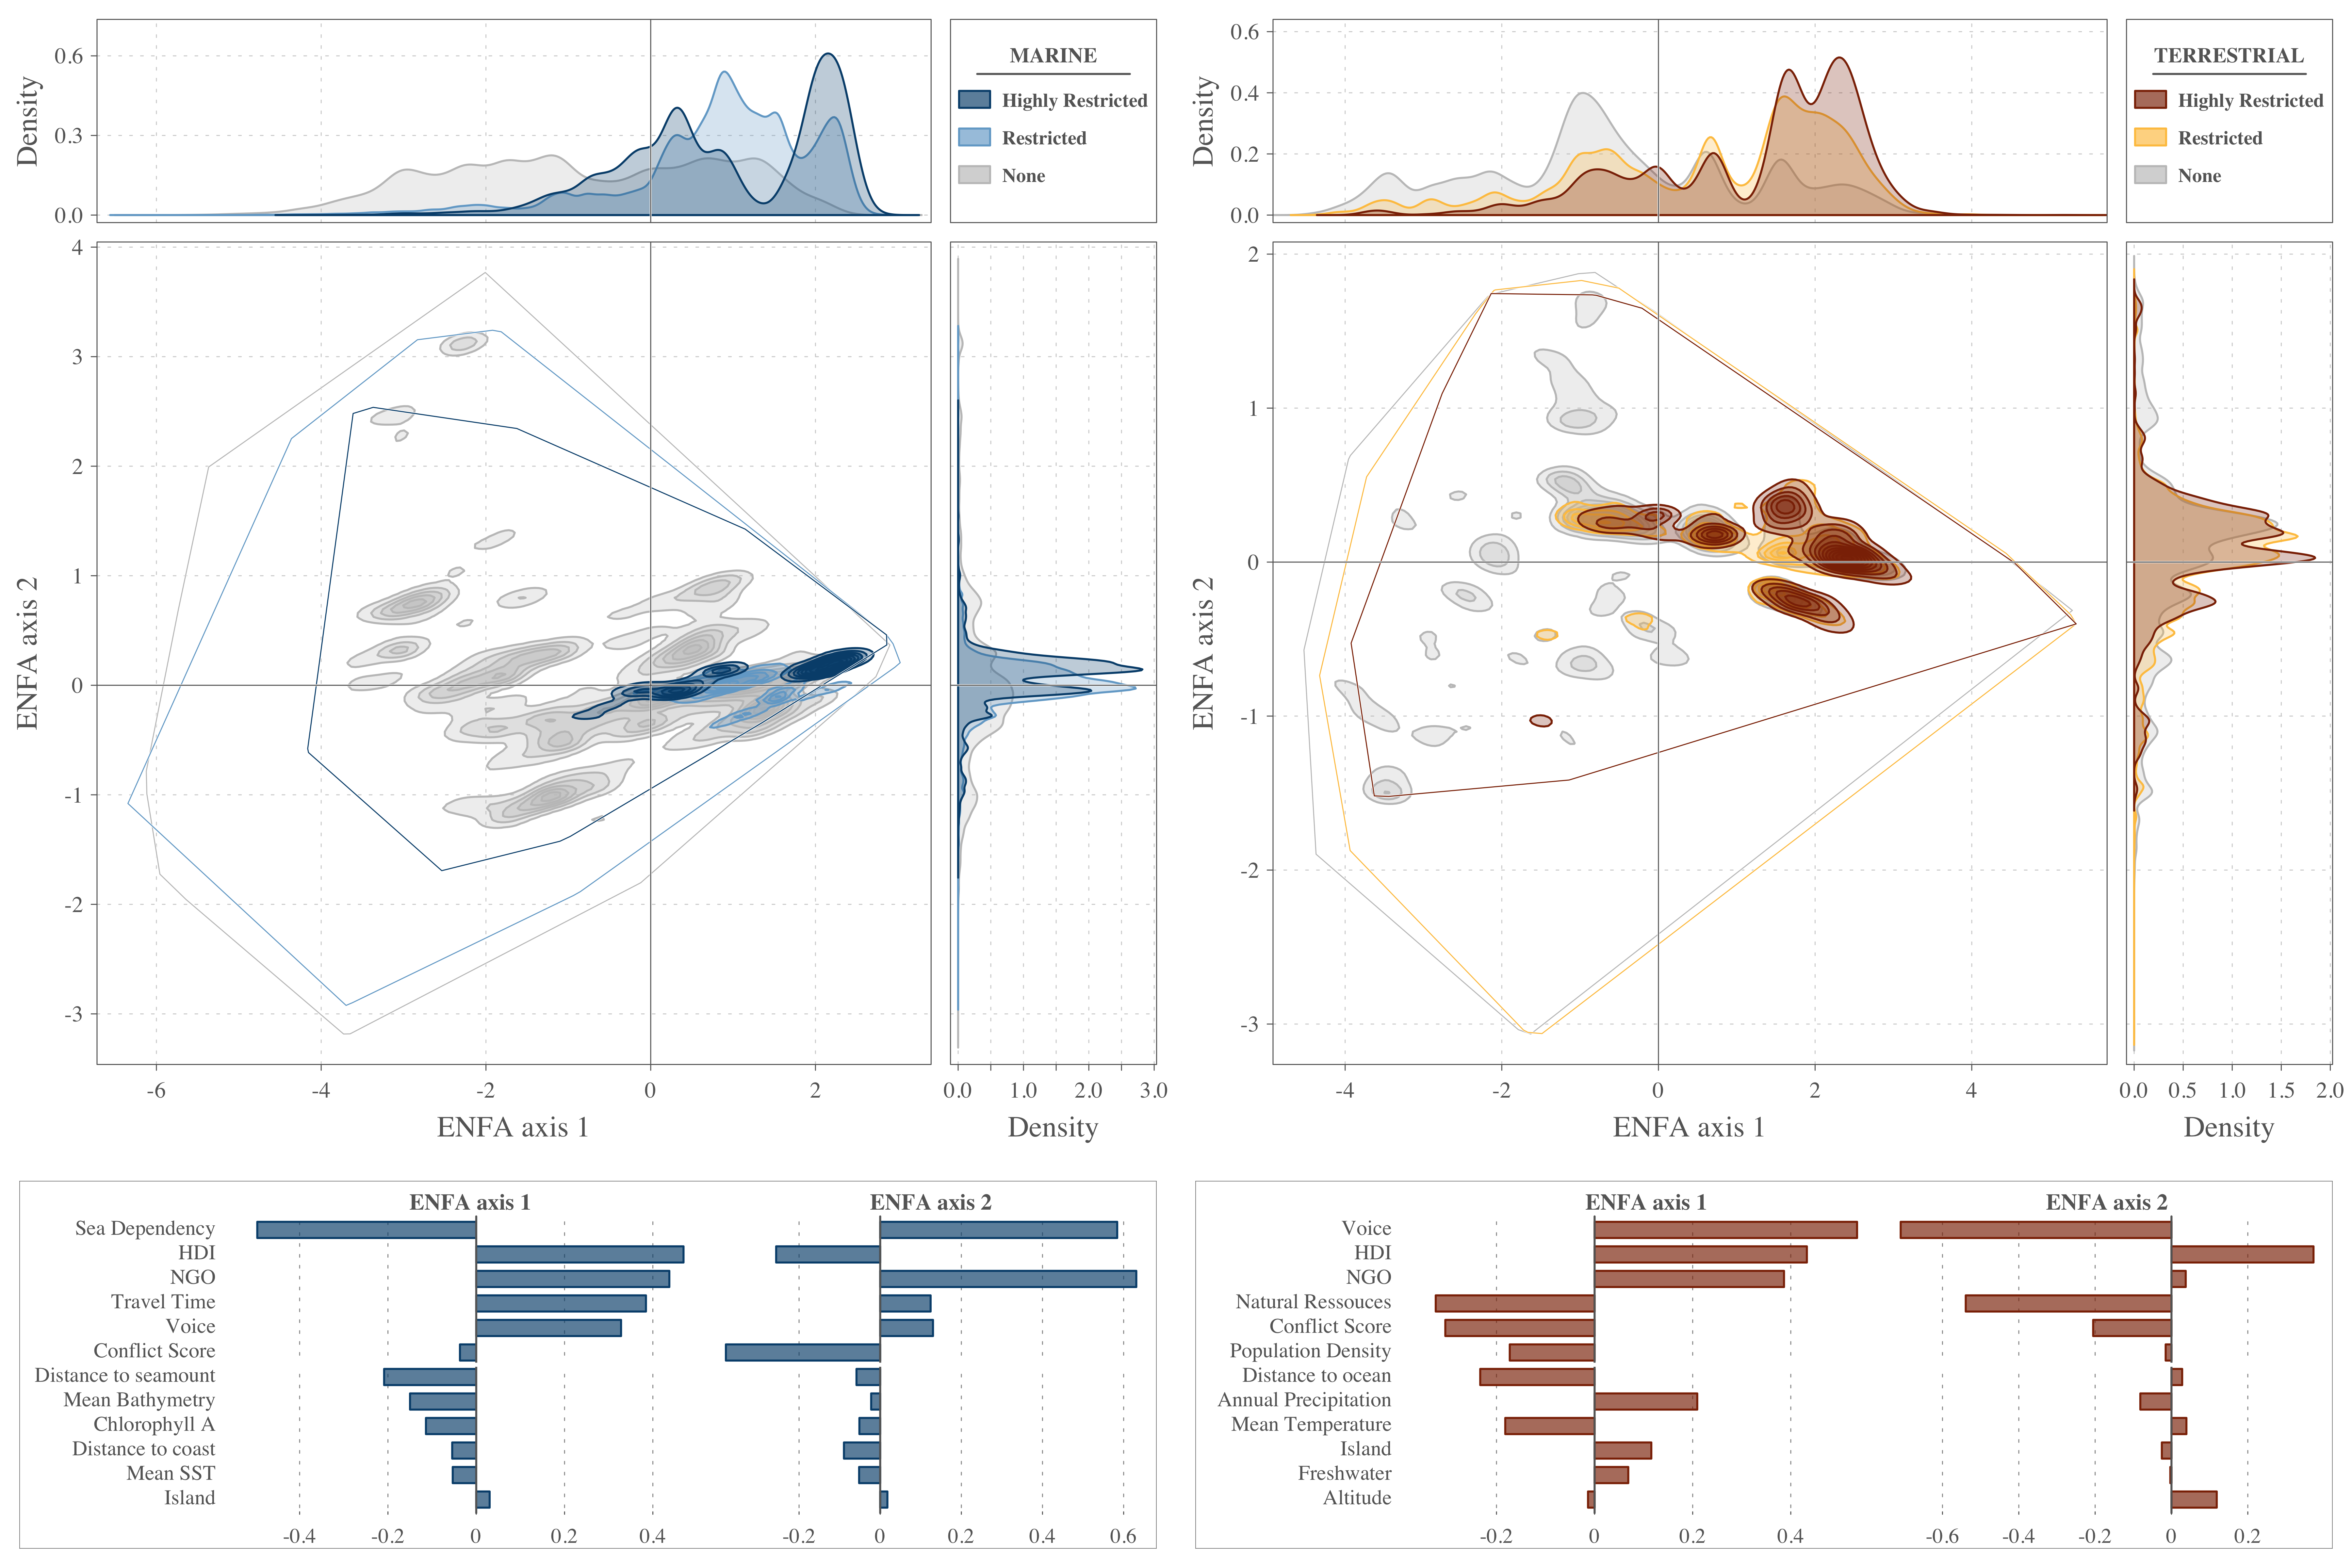 Density
0.6
0.3
0.0
MARINE
Highly Restricted
Restricted
None
ENFA axis 2
4
3
2
1
0
-1
-2
-3
-6 -4 -2 0 2
ENFA axis 1
0.0 1.0 2.0 3.0
Density
Density
0.6
0.4
0.2
0.0
TERRESTRIAL
Highly Restricted
Restricted
None
ENFA axis 2
2
1
0
-1
-2
-3
-4 -2 0 2 4
ENFA axis 1
0.0 0.5 1.0 1.5 2.0
Density
ENFA axis 1 ENFA axis 2
Sea Dependency
HDI
NGO
Travel Time
Voice
Conflict Score
Distance to seamount
Mean Bathymetry
Chlorophyll A
Distance to coast
Mean SST
Island
-0.4 -0.2 0 0.2 0.4 -0.2 0 0.2 0.4 0.6
ENFA axis 1 ENFA axis 2
Voice
HDI
NGO
Natural Ressouces
Conflict Score
Population Density
Distance to ocean
Annual Precipitation
Mean Temperature
Island
Freshwater
Altitude
-0.2 0 0.2 0.4 -0.6 -0.4 -0.2 0 0.2